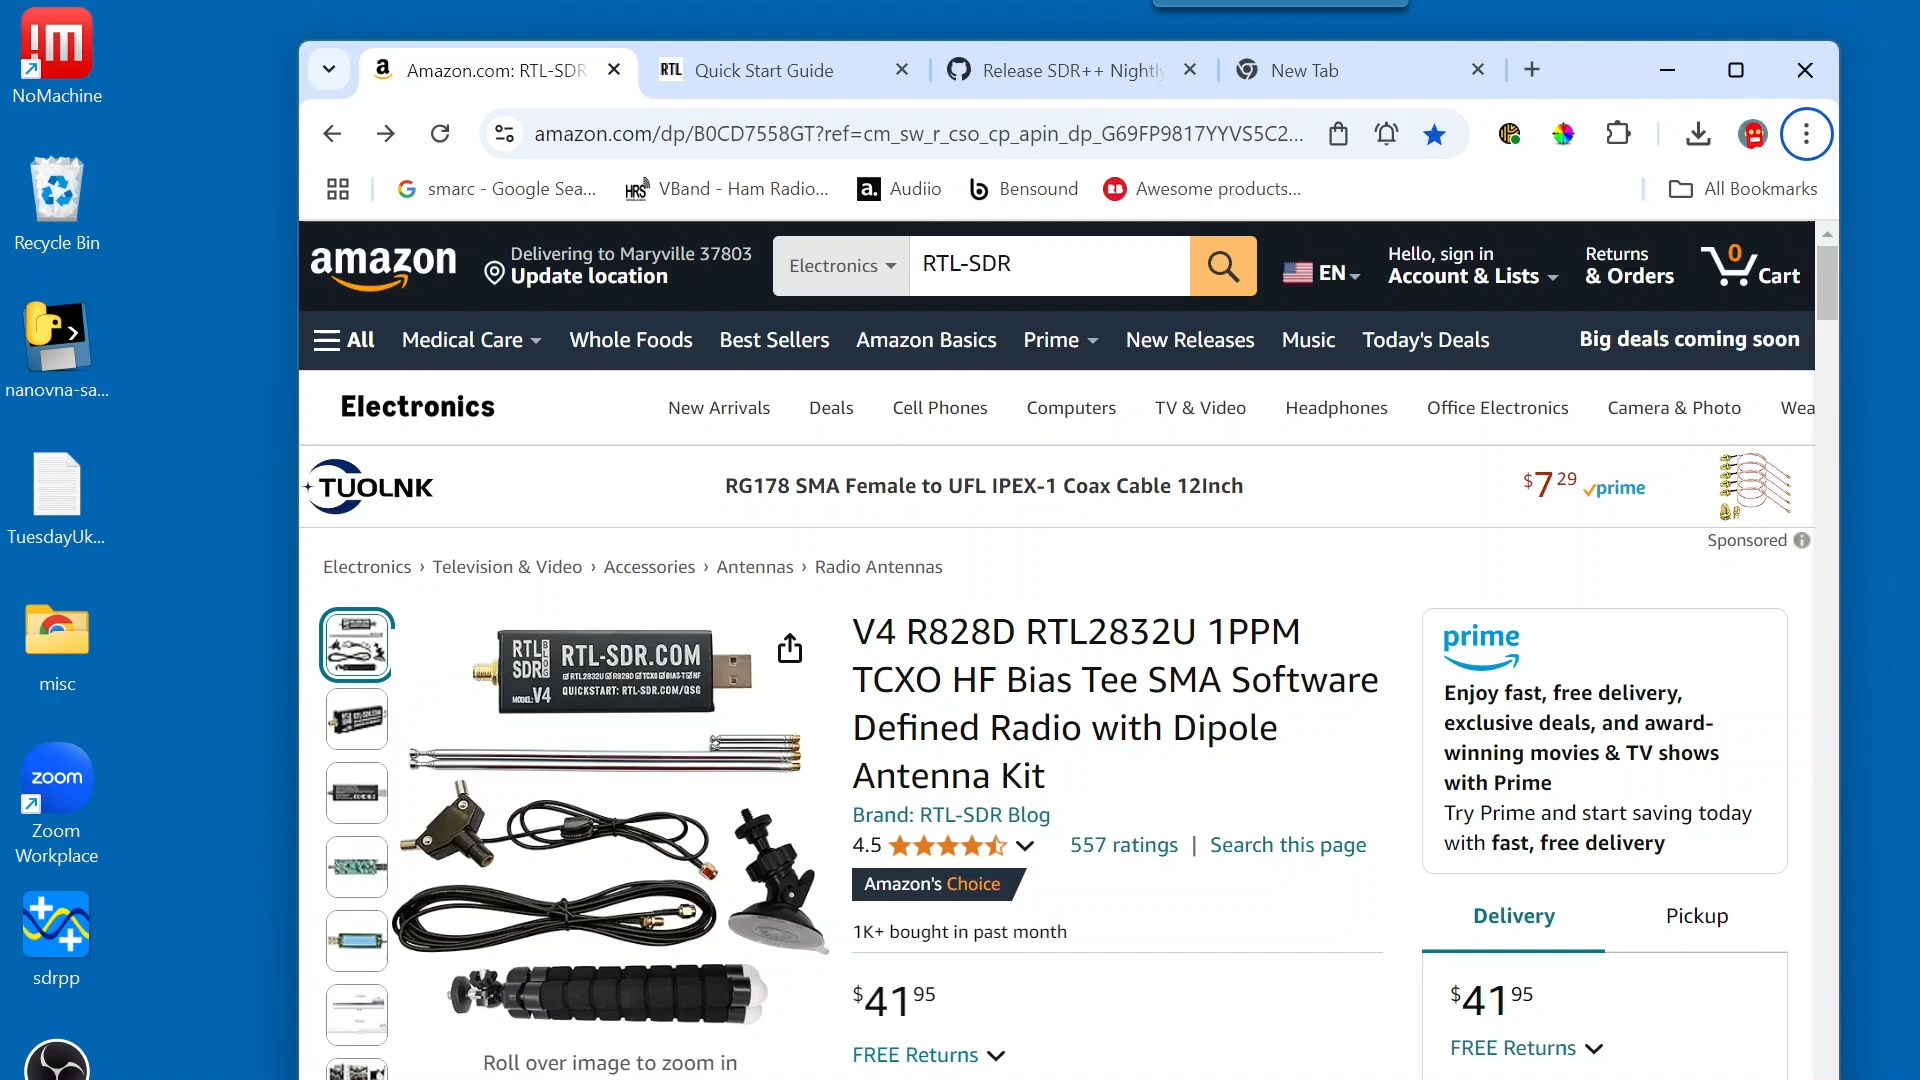 NoMachine
Recycle Bin
nanovna-sa...
TuesdayUk...
misc
zoom
Zoom
Workplace
sdrpp
Amazon.com: RTL-SDR
RTL
Quick Start Guide
Release SDR++ Nightly
New Tab
amazon.com/dp/B0CD7558GT?ref=cm_sw_r_cso_cp_apin_dp_G69FP9817YYVS5C2...
smarc - Google Sea...
HRS
VBand - Ham Radio...
a.
Audiio
Bensound
Awesome products...
All Bookmarks
amazon
Delivering to Maryville 37803
Update location
Electronics
RTL-SDR
EN
Hello, sign in
Account & Lists
Returns
& Orders
0
Cart
All
Medical Care
Whole Foods
Best Sellers
Amazon Basics
Prime
New Releases
Music
Today's Deals
Big deals coming soon
Electronics
New Arrivals
Deals
Cell Phones
Computers
TV & Video
Headphones
Office Electronics
Camera & Photo
Wea
TUOLNK
RG178 SMA Female to UFL IPEX-1 Coax Cable 12Inch
$7 29
prime
Sponsored
Electronics › Television & Video › Accessories › Antennas › Radio Antennas
RTL
SDR
BLOG
RTL-SDR.COM
RTL2832U R828D TCXO BIAS-T HF
MODEL: V4
QUICKSTART: RTL-SDR.COM/QSG
Roll over image to zoom in
V4 R828D RTL2832U 1PPM
TCXO HF Bias Tee SMA Software
Defined Radio with Dipole
Antenna Kit
Brand: RTL-SDR Blog
4.5
557 ratings | Search this page
Amazon's Choice
1K+ bought in past month
$41 95
FREE Returns
prime
Enjoy fast, free delivery,
exclusive deals, and award-
winning movies & TV shows
with Prime
Try Prime and start saving today
with fast, free delivery
Delivery
Pickup
$41 95
FREE Returns